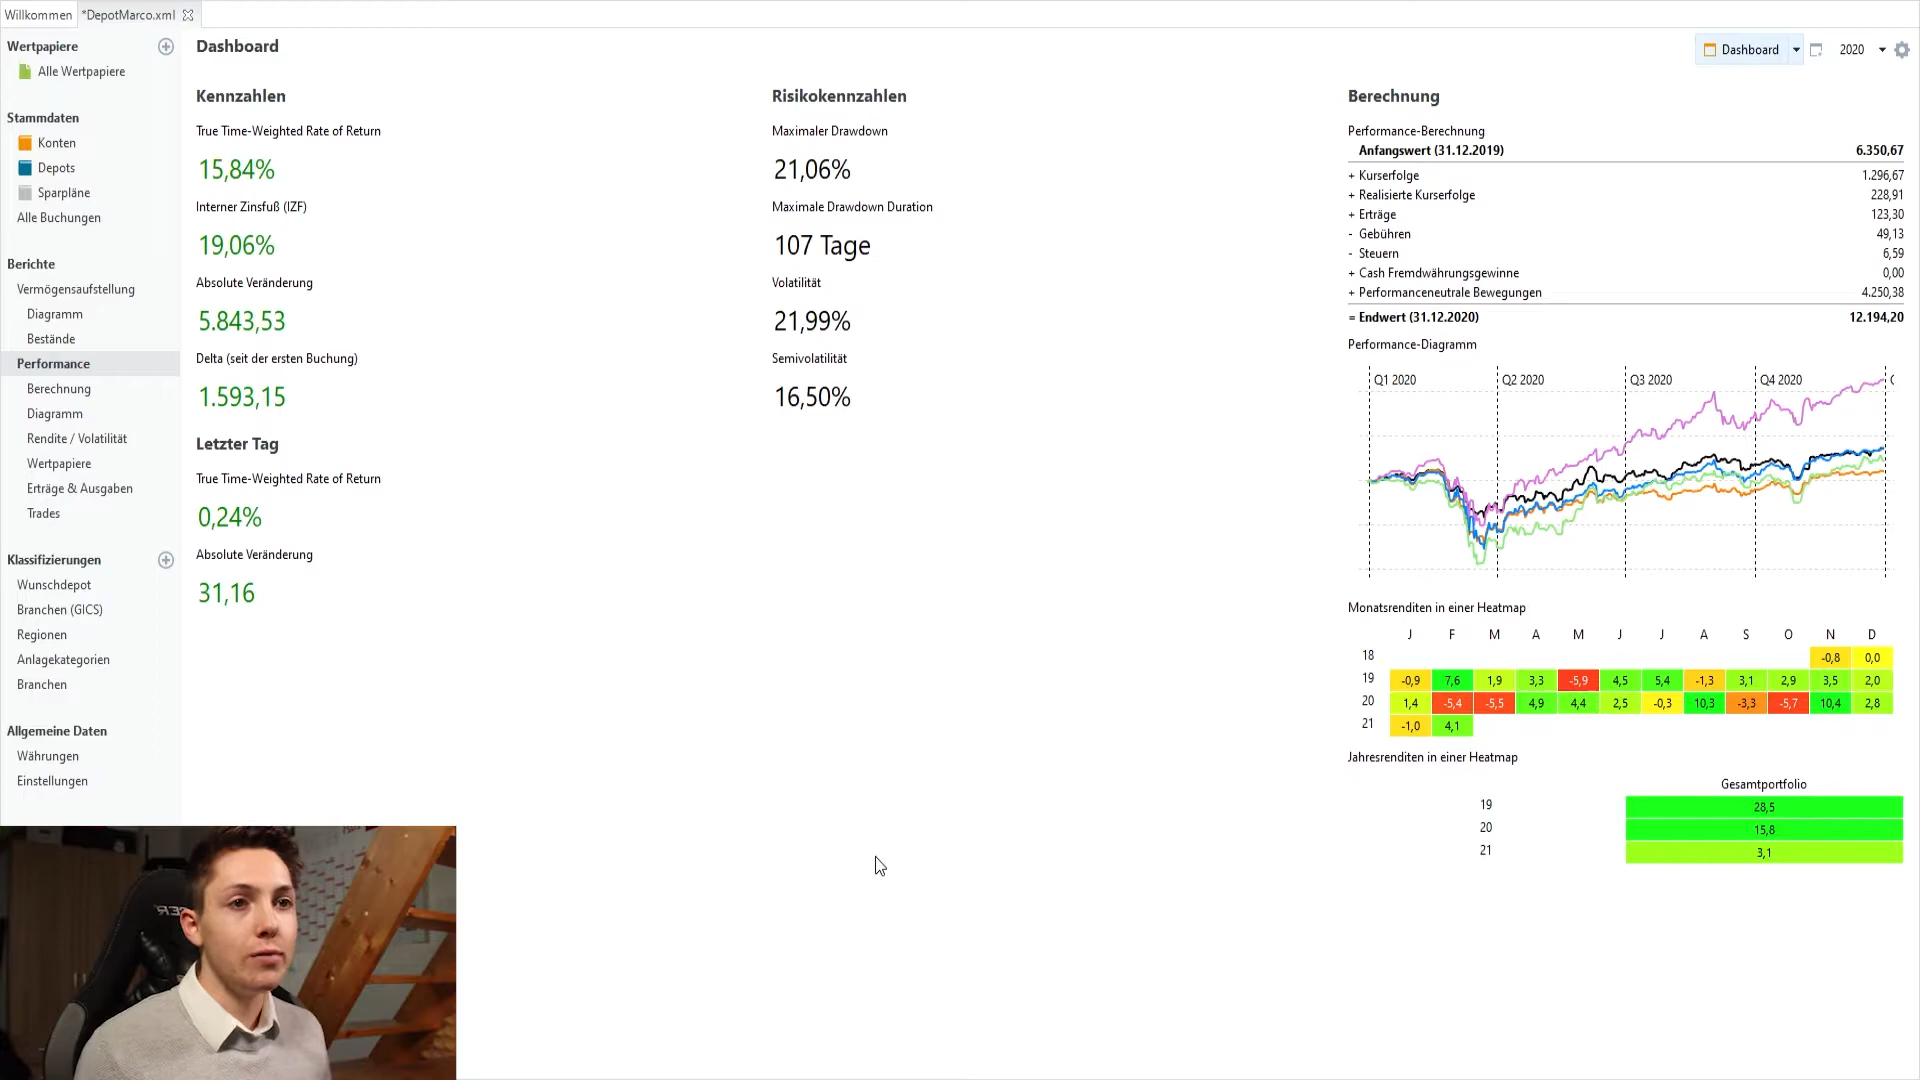 Willkommen
*DepotMarco.xml
Wertpapiere
Alle Wertpapiere
Stammdaten
Konten
Depots
Sparpläne
Alle Buchungen
Berichte
Vermögensaufstellung
Diagramm
Bestände
Performance
Berechnung
Diagramm
Rendite / Volatilität
Wertpapiere
Erträge & Ausgaben
Trades
Klassifizierungen
Wunschdepot
Branchen (GICS)
Regionen
Anlagekategorien
Branchen
Allgemeine Daten
Währungen
Einstellungen
Dashboard
Dashboard 2020
Kennzahlen
True Time-Weighted Rate of Return
15,84%
Interner Zinsfuß (IZF)
19,06%
Absolute Veränderung
5.843,53
Delta (seit der ersten Buchung)
1.593,15
Letzter Tag
True Time-Weighted Rate of Return
0,24%
Absolute Veränderung
31,16
Risikokennzahlen
Maximaler Drawdown
21,06%
Maximale Drawdown Duration
107 Tage
Volatilität
21,99%
Semivolatilität
16,50%
Berechnung
Performance-Berechnung
Anfangswert (31.12.2019) 6.350,67
+ Kurserfolge 1.296,67
+ Realisierte Kurserfolge 228,91
+ Erträge 123,30
- Gebühren 49,13
- Steuern 6,59
+ Cash Fremdwährungsgewinne 0,00
+ Performanceneutrale Bewegungen 4.250,38
= Endwert (31.12.2020) 12.194,20
Performance-Diagramm
Q1 2020 Q2 2020 Q3 2020 Q4 2020
Monatsrenditen in einer Heatmap
J F M A M J J A S O N D
18 -0,8 0,0
19 -0,9 7,6 1,9 3,3 -5,9 4,5 5,4 -1,3 3,1 2,9 3,5 2,0
20 1,4 -5,4 -5,5 4,9 4,4 2,5 -0,3 10,3 -3,3 -5,7 10,4 2,8
21 -1,0 4,1
Jahresrenditen in einer Heatmap
Gesamtportfolio
19 28,5
20 15,8
21 3,1